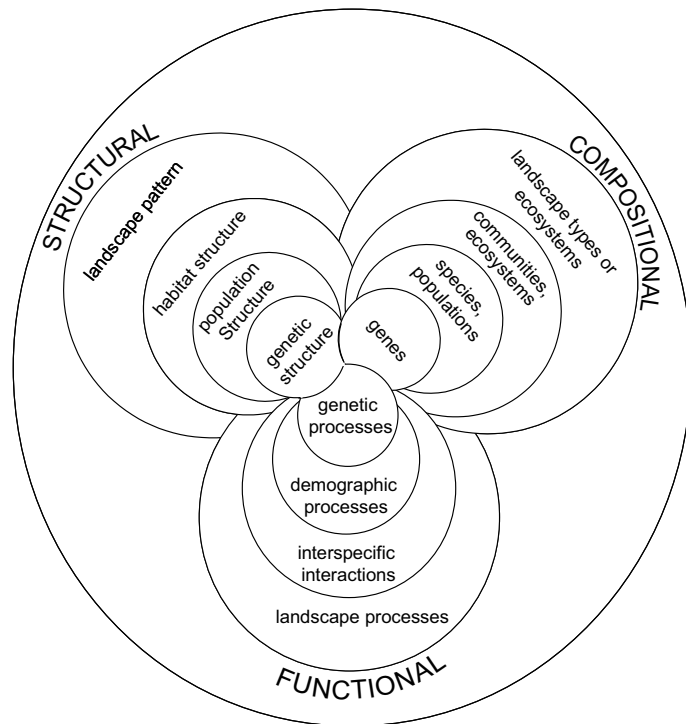 STRUCTURAL
landscape pattern
habitat structure
population
Structure
genetic
structure
COMPOSITIONAL
landscape types or
ecosystems
communities,
ecosystems
species,
populations
genes
genetic
processes
demographic
processes
interspecific
interactions
landscape processes
FUNCTIONAL